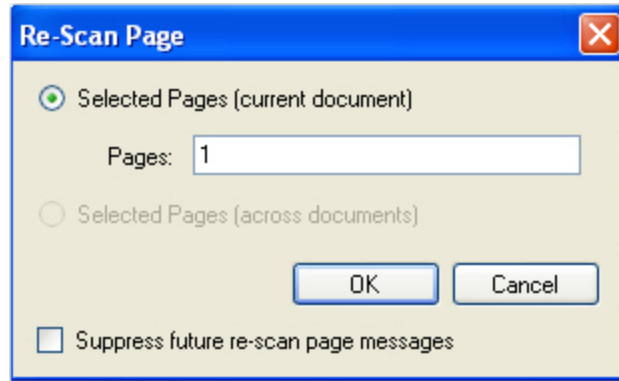 Re-Scan Page
Selected Pages (current document)
Pages: 1
Selected Pages (across documents)
OK Cancel
Suppress future re-scan page messages